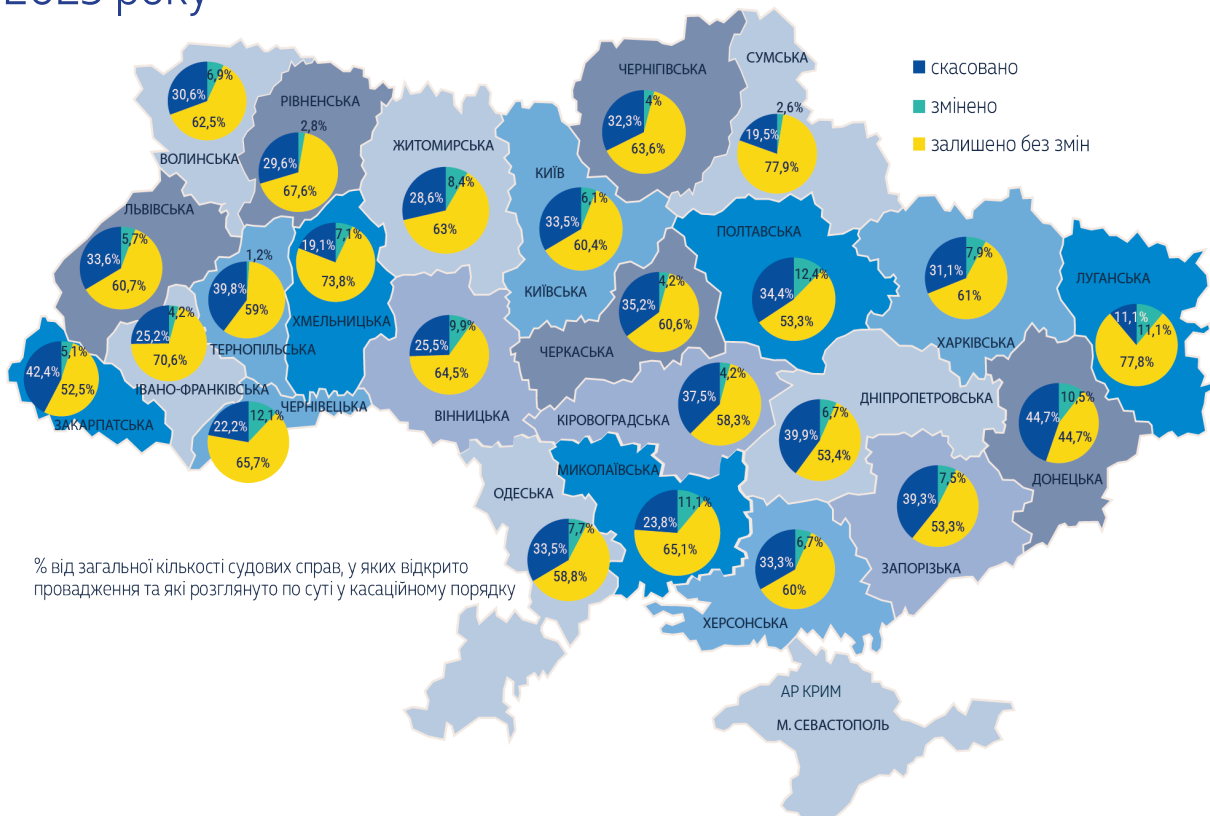 2025 року
скасовано
змінено
залишено без змін
ВОЛИНСЬКА
30,6%
6,9%
62,5%
РІВНЕНСЬКА
2,8%
29,6%
67,6%
ЖИТОМИРСЬКА
28,6%
8,4%
63%
КИЇВ
33,5%
6,1%
60,4%
КИЇВСЬКА
ЧЕРНІГІВСЬКА
32,3%
4%
63,6%
СУМСЬКА
2,6%
19,5%
77,9%
ЛЬВІВСЬКА
33,6%
5,7%
60,7%
1,2%
39,8%
59%
ТЕРНОПІЛЬСЬКА
19,1%
7,1%
73,8%
ХМЕЛЬНИЦЬКА
ПОЛТАВСЬКА
34,4%
12,4%
53,3%
31,1%
7,9%
61%
ХАРКІВСЬКА
ЛУГАНСЬКА
11,1%
11,1%
77,8%
25,2%
4,2%
70,6%
ІВАНО-ФРАНКІВСЬКА
42,4%
5,1%
52,5%
ЗАКАРПАТСЬКА
ЧЕРНІВЕЦЬКА
22,2%
12,1%
65,7%
25,5%
9,9%
64,5%
ВІННИЦЬКА
35,2%
4,2%
60,6%
ЧЕРКАСЬКА
37,5%
4,2%
58,3%
КІРОВОГРАДСЬКА
ДНІПРОПЕТРОВСЬКА
39,9%
6,7%
53,4%
44,7%
10,5%
44,7%
ДОНЕЦЬКА
ОДЕСЬКА
33,5%
7,7%
58,8%
МИКОЛАЇВСЬКА
23,8%
11,1%
65,1%
39,3%
7,5%
53,3%
ЗАПОРІЗЬКА
33,3%
6,7%
60%
ХЕРСОНСЬКА
% від загальної кількості судових справ, у яких відкрито
провадження та які розглянуто по суті у касаційному порядку
АР КРИМ
М. СЕВАСТОПОЛЬ